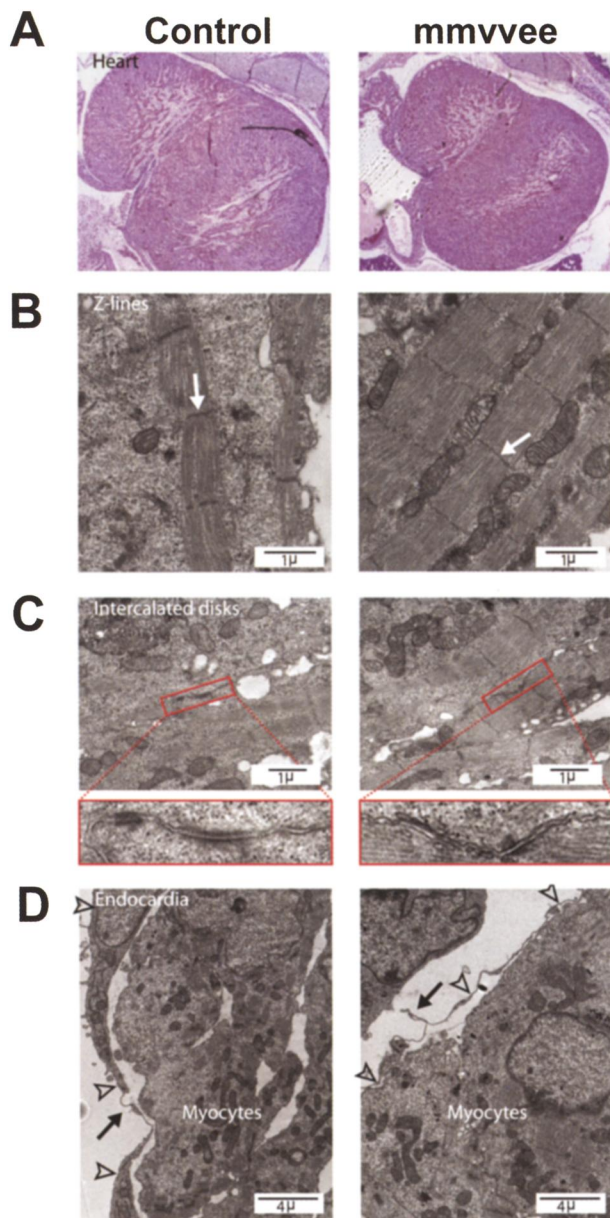 A Control mmvvee
Heart
B Z-lines
1µ 1µ
C Intercalated disks
1µ 1µ
D Endocardia
Myocytes Myocytes
4µ 4µ